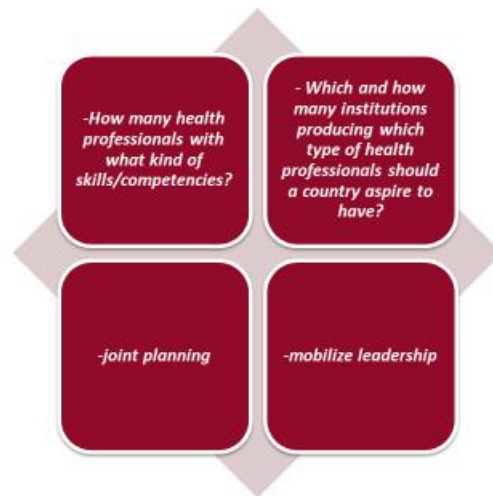 -How many health
professionals with
what kind of
skills/competencies?
- Which and how
many institutions
producing which
type of health
professionals should
a country aspire to
have?
-joint planning
-mobilize leadership